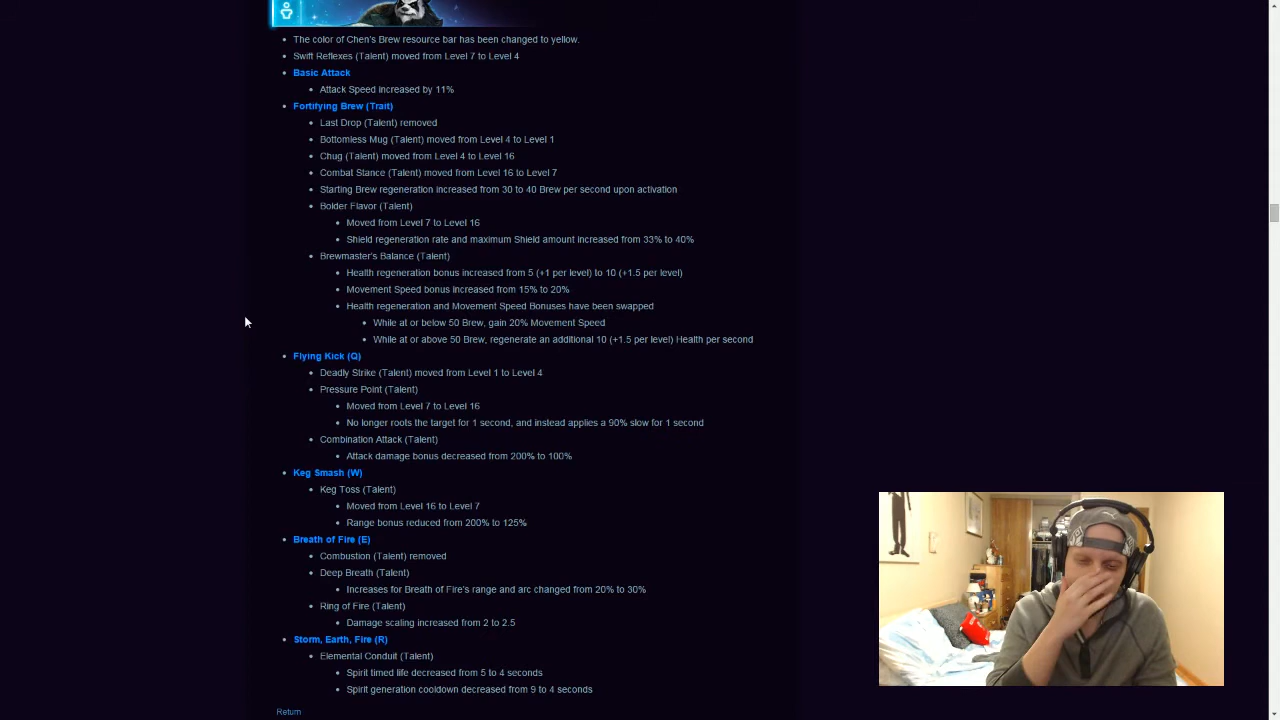 The color of Chen's Brew resource bar has been changed to yellow.
Swift Reflexes (Talent) moved from Level 7 to Level 4
Basic Attack
Attack Speed increased by 11%
Fortifying Brew (Trait)
Last Drop (Talent) removed
Bottomless Mug (Talent) moved from Level 4 to Level 1
Chug (Talent) moved from Level 4 to Level 16
Combat Stance (Talent) moved from Level 16 to Level 7
Starting Brew regeneration increased from 30 to 40 Brew per second upon activation
Bolder Flavor (Talent)
Moved from Level 7 to Level 16
Shield regeneration rate and maximum Shield amount increased from 33% to 40%
Brewmaster's Balance (Talent)
Health regeneration bonus increased from 5 (+1 per level) to 10 (+1.5 per level)
Movement Speed bonus increased from 15% to 20%
Health regeneration and Movement Speed Bonuses have been swapped
While at or below 50 Brew, gain 20% Movement Speed
While at or above 50 Brew, regenerate an additional 10 (+1.5 per level) Health per second
Flying Kick (Q)
Deadly Strike (Talent) moved from Level 1 to Level 4
Pressure Point (Talent)
Moved from Level 7 to Level 16
No longer roots the target for 1 second, and instead applies a 90% slow for 1 second
Combination Attack (Talent)
Attack damage bonus decreased from 200% to 100%
Keg Smash (W)
Keg Toss (Talent)
Moved from Level 16 to Level 7
Range bonus reduced from 200% to 125%
Breath of Fire (E)
Combustion (Talent) removed
Deep Breath (Talent)
Increases for Breath of Fire's range and arc changed from 20% to 30%
Ring of Fire (Talent)
Damage scaling increased from 2 to 2.5
Storm, Earth, Fire (R)
Elemental Conduit (Talent)
Spirit timed life decreased from 5 to 4 seconds
Spirit generation cooldown decreased from 9 to 4 seconds
Return